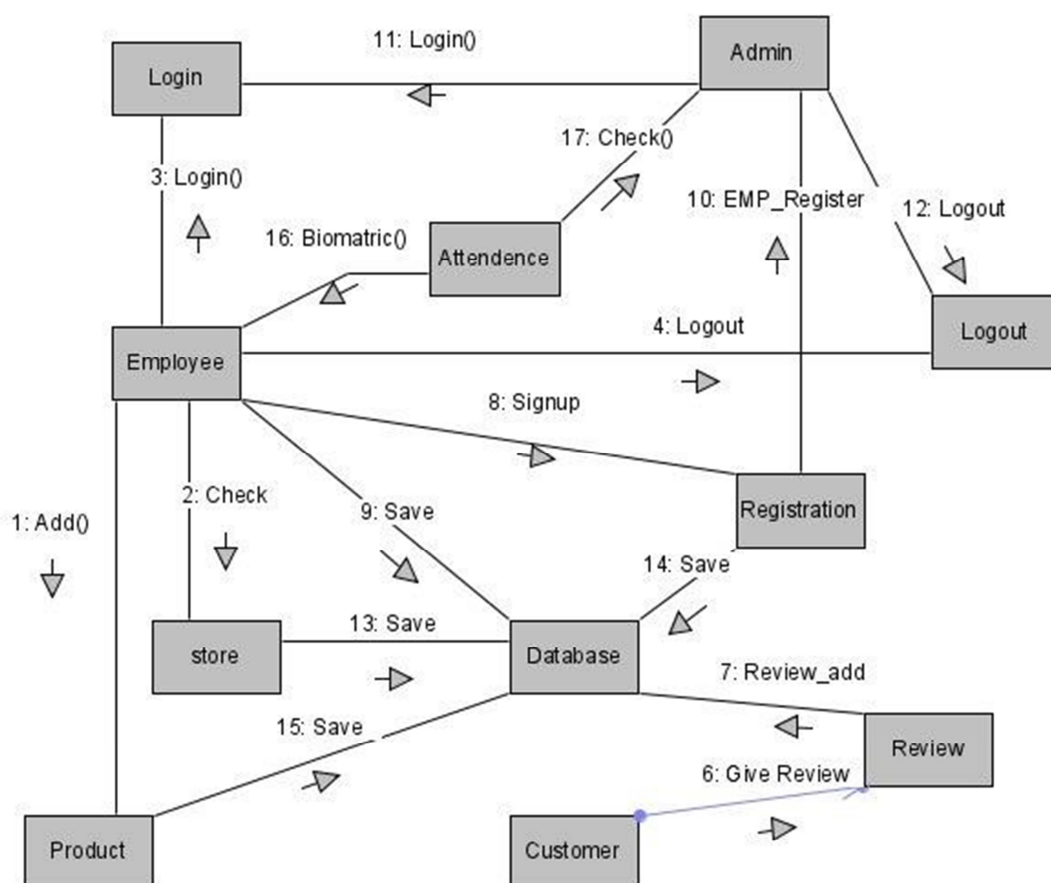 11: Login()
Admin
Login
17: Check()
3: Login()
10: EMP_Register
12: Logout
16: Biomatric()
Attendence
4: Logout
Logout
Employee
8: Signup
2: Check
9: Save
1: Add()
Registration
14: Save
13: Save
store
Database
7: Review_add
15: Save
Review
6: Give Review
Product
Customer